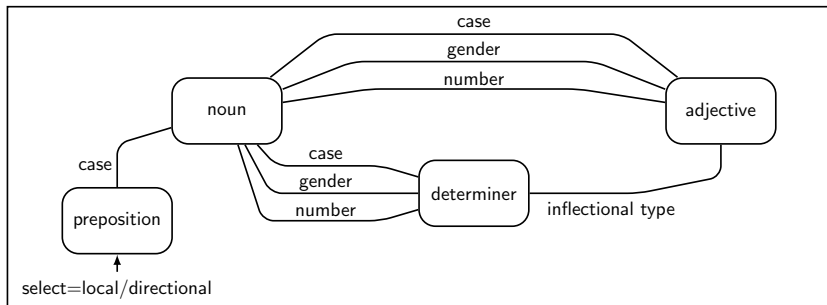 case
gender
number
noun
adjective
case
case
gender
determiner
preposition
number
inflectional type
select=local/directional